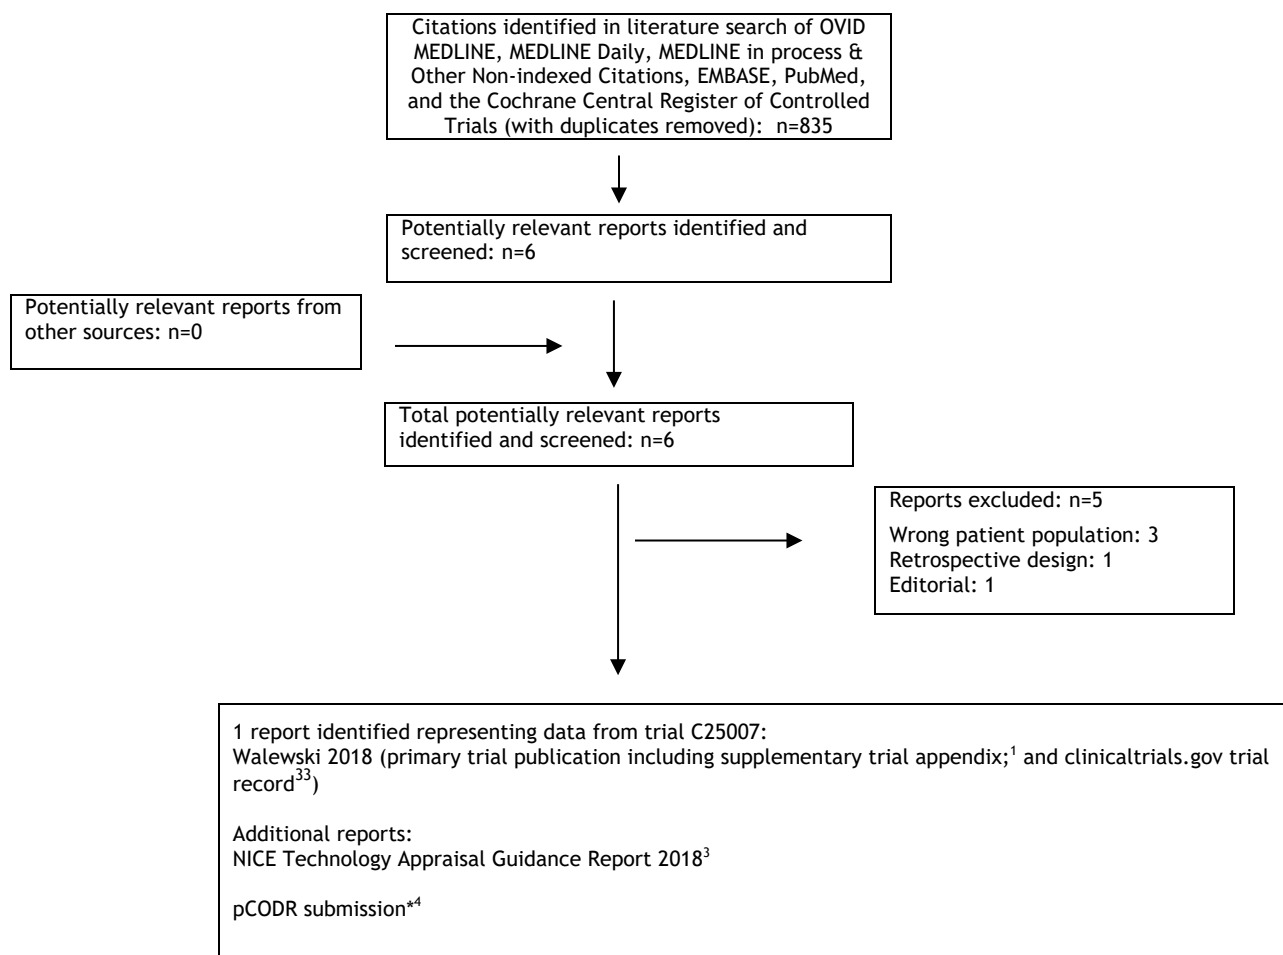 Citations identified in literature search of OVID
MEDLINE, MEDLINE Daily, MEDLINE in process &
Other Non-indexed Citations, EMBASE, PubMed,
and the Cochrane Central Register of Controlled
Trials (with duplicates removed):  n=835
Potentially relevant reports identified and
screened: n=6
Potentially relevant reports from
other sources: n=0
Total potentially relevant reports
identified and screened: n=6
Reports excluded: n=5
Wrong patient population: 3
Retrospective design: 1
Editorial: 1
1 report identified representing data from trial C25007:
Walewski 2018 (primary trial publication including supplementary trial appendix;¹ and clinicaltrials.gov trial
record³³)
Additional reports:
NICE Technology Appraisal Guidance Report 2018³
pCODR submission*⁴